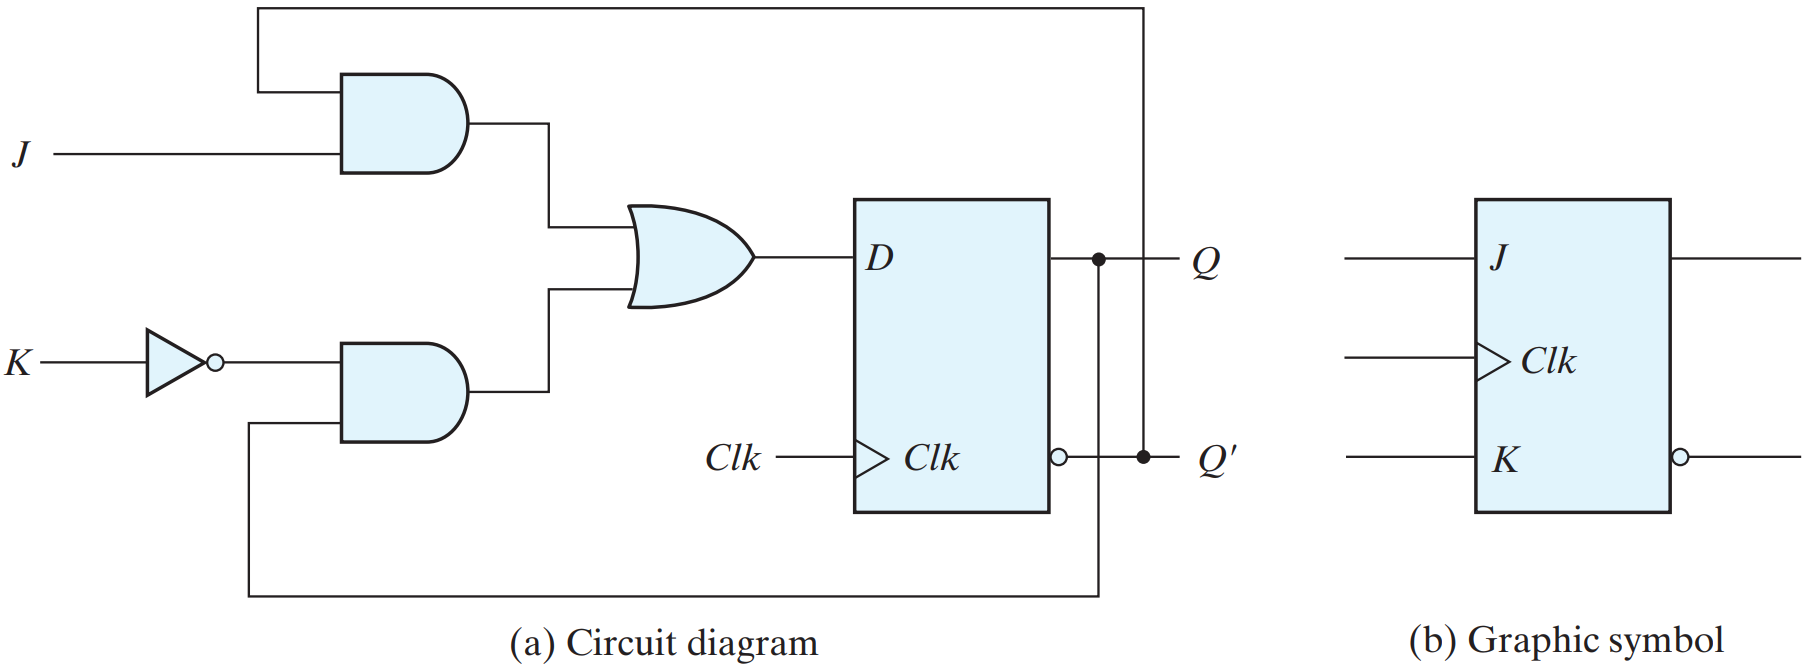 J
K
D
Clk
Clk
Q
Q′
(a) Circuit diagram
J
Clk
K
(b) Graphic symbol